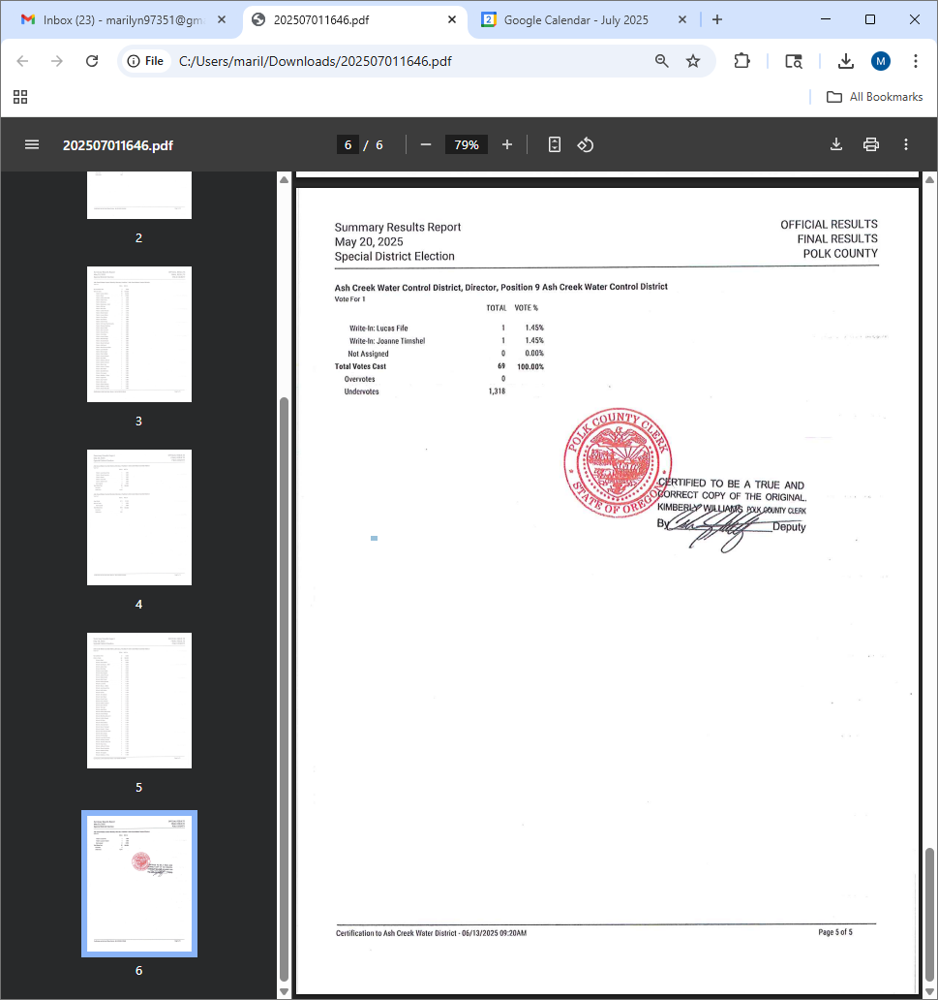 Inbox (23) - marilyn97351@gm
202507011646.pdf
Google Calendar - July 2025
File
C:/Users/maril/Downloads/202507011646.pdf
M
All Bookmarks
202507011646.pdf
6 / 6
79%
2
3
4
5
6
Summary Results Report
May 20, 2025
Special District Election
OFFICIAL RESULTS
FINAL RESULTS
POLK COUNTY
Ash Creek Water Control District, Director, Position 9 Ash Creek Water Control District
Vote For 1
TOTAL VOTE %
Write-In: Lucas Fife 1 1.45%
Write-In: Joanne Timshel 1 1.45%
Not Assigned 0 0.00%
Total Votes Cast 69 100.00%
Overvotes 0
Undervotes 1,318
POLK COUNTY CLERK
STATE OF OREGON
CERTIFIED TO BE A TRUE AND
CORRECT COPY OF THE ORIGINAL.
KIMBERLY WILLIAMS POLK COUNTY CLERK
By Deputy
Certification to Ash Creek Water District - 06/13/2025 09:20AM
Page 5 of 5